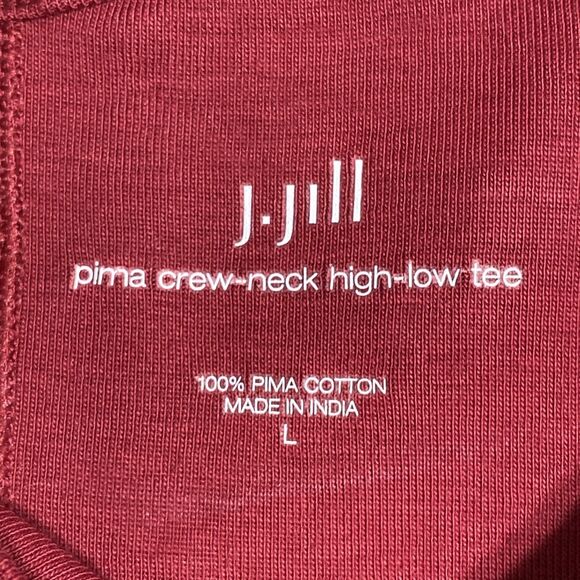 J.Jill
pima crew-neck high-low tee
100% PIMA COTTON
MADE IN INDIA
L